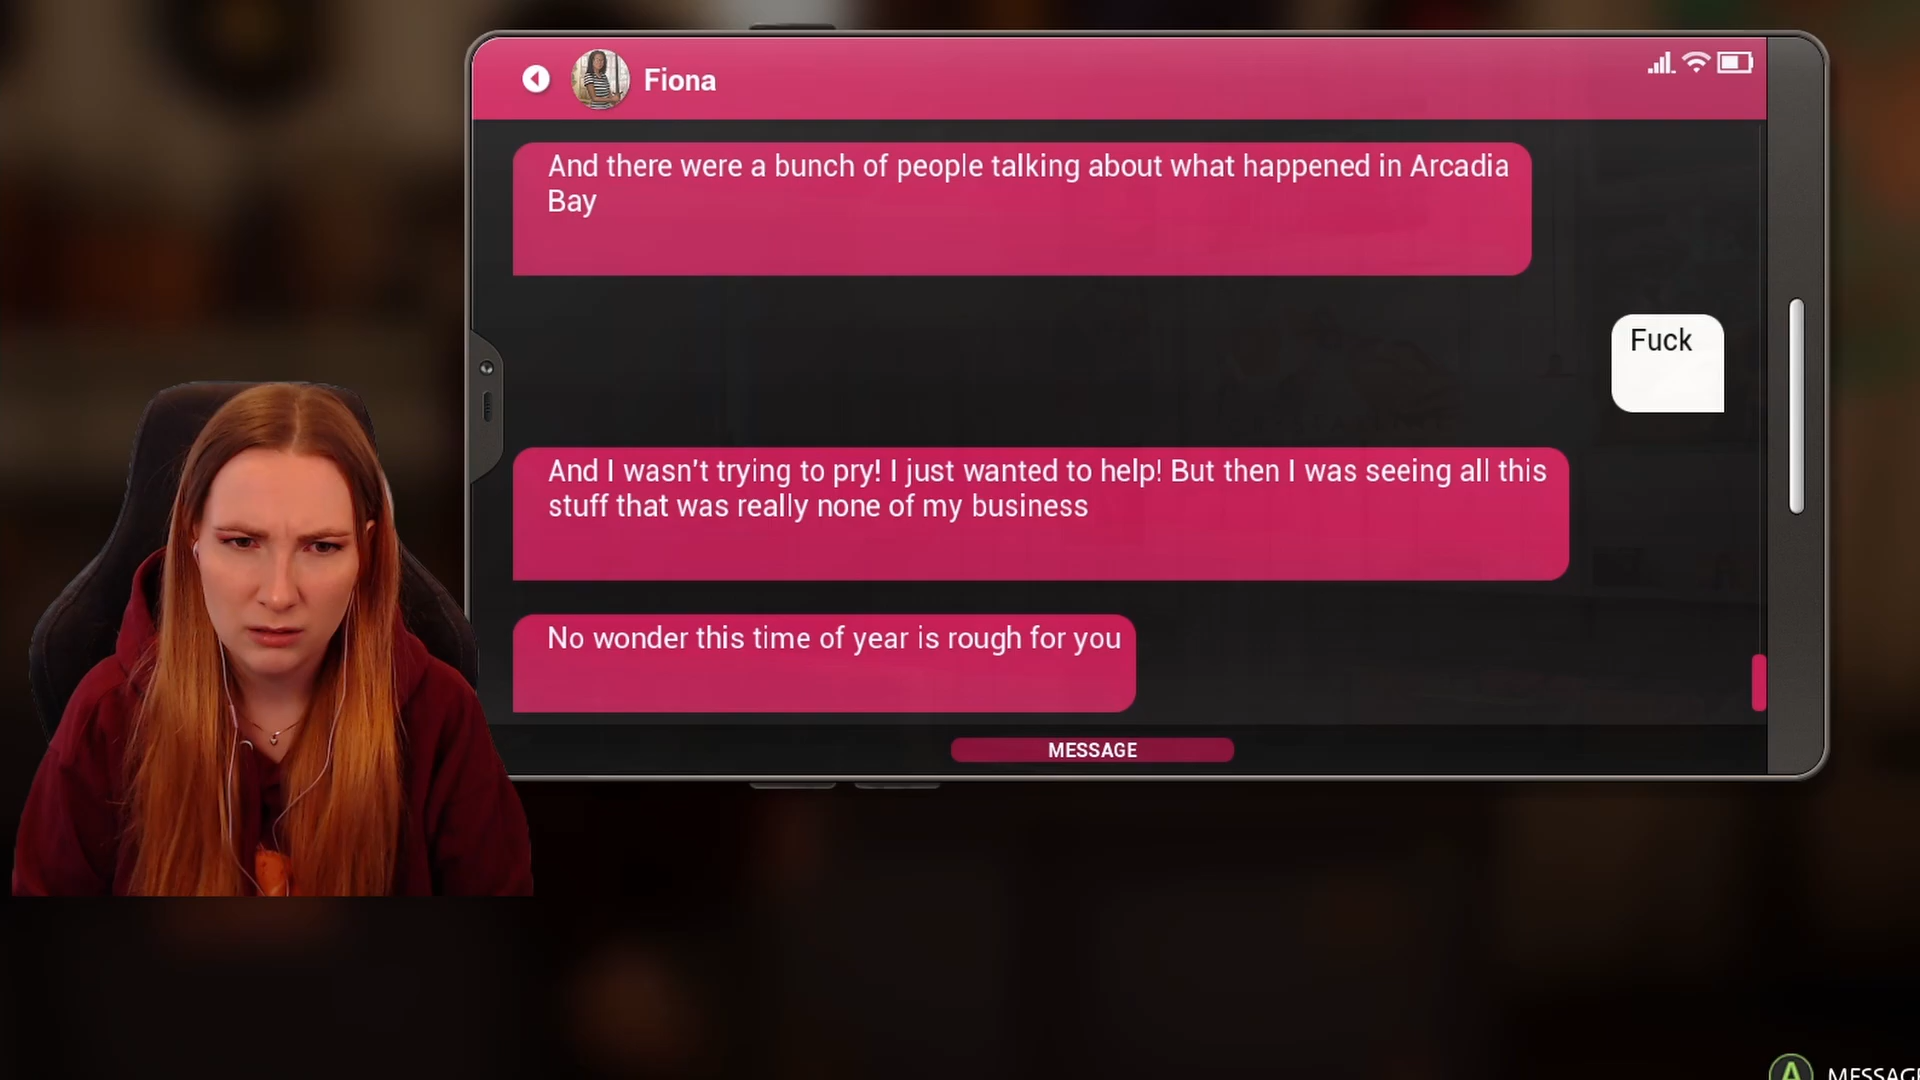 Fiona
And there were a bunch of people talking about what happened in Arcadia
Bay
Fuck
And I wasn't trying to pry! I just wanted to help! But then I was seeing all this
stuff that was really none of my business
No wonder this time of year is rough for you
MESSAGE
A MESSAGE